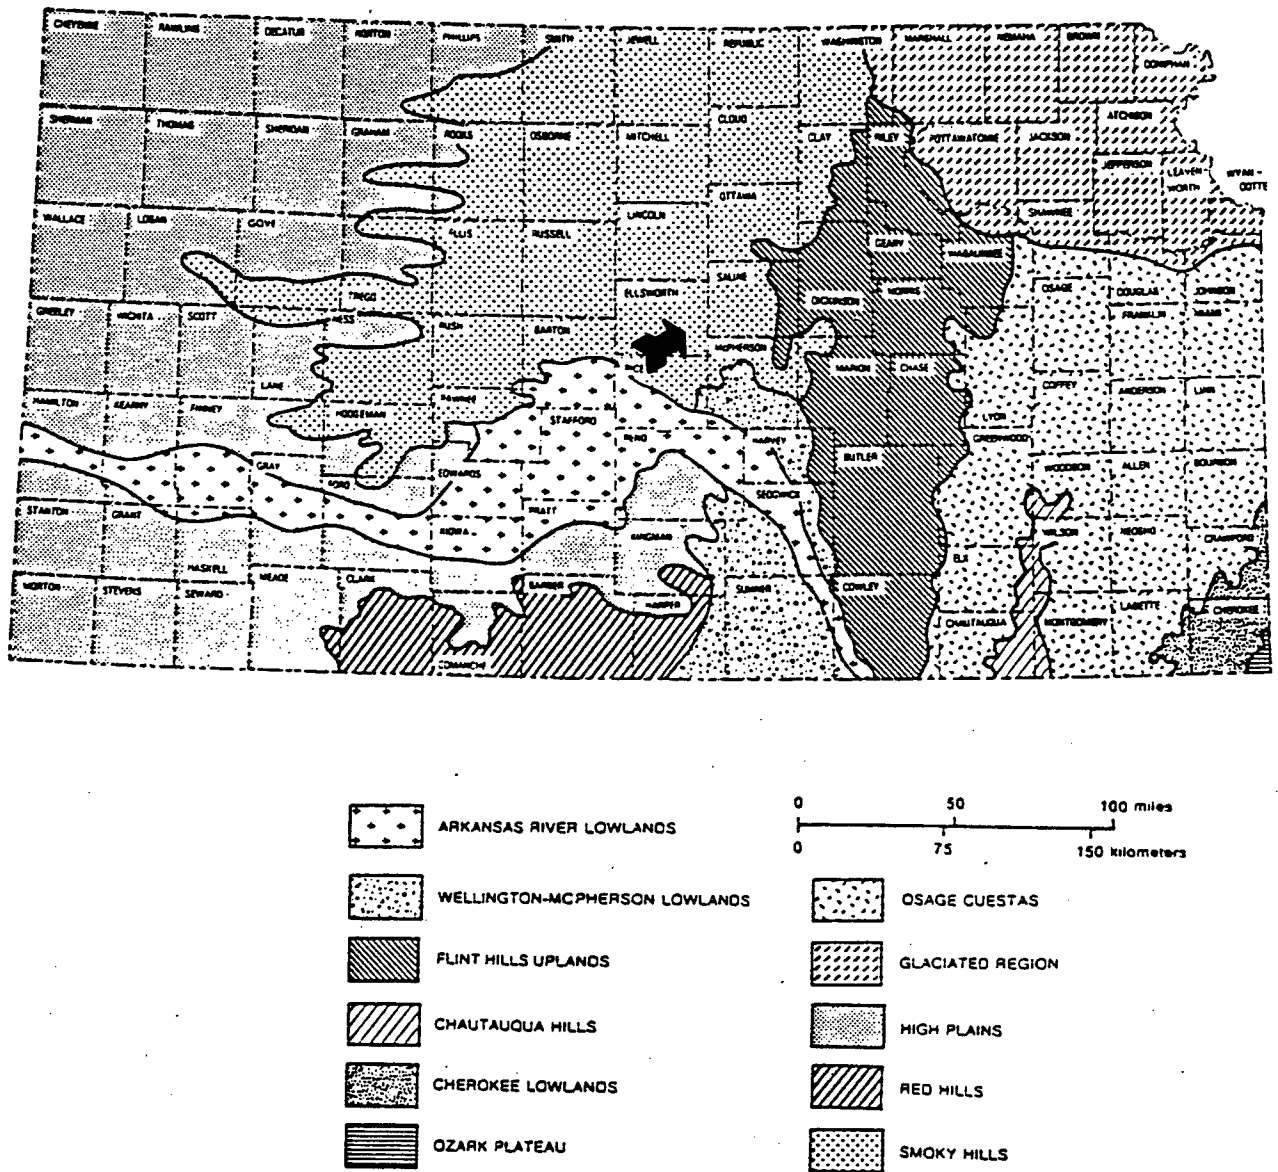 CHEYENNE RAWLINS DECATUR NORTON PHILLIPS SMITH JEWELL REPUBLIC WASHINGTON MARSHALL NEMAHA BROWN
DONIPHAN
SHERMAN THOMAS SHERIDAN GRAHAM ROOKS OSBORNE MITCHELL CLOUD CLAY RILEY POTTAWATOMIE JACKSON ATCHISON
JEFFERSON LEAVEN-
WORTH
WYAN-
DOTTE
WALLACE LOGAN GOVE TREGO ELLIS RUSSELL LINCOLN OTTAWA GEARY WABAUNSEE SHAWNEE
ELLSWORTH SALINE DICKINSON MORRIS OSAGE DOUGLAS JOHNSON
GREELEY WICHITA SCOTT LANE NESS RUSH BARTON RICE MCPHERSON MARION CHASE FRANKLIN MIAMI
HAMILTON KEARNY FINNEY HODGEMAN PAWNEE STAFFORD LYON COFFEY ANDERSON LINN
GRAY FORD EDWARDS RENO HARVEY BUTLER GREENWOOD WOODSON ALLEN BOURBON
STANTON GRANT HASKELL KIOWA PRATT KINGMAN SEDGWICK ELK WILSON NEOSHO CRAWFORD
MORTON STEVENS SEWARD MEADE CLARK COMANCHE BARBER HARPER SUMNER COWLEY CHAUTAUQUA MONTGOMERY LABETTE CHEROKEE
0 50 100 miles
0 75 150 kilometers
ARKANSAS RIVER LOWLANDS
WELLINGTON-MCPHERSON LOWLANDS
FLINT HILLS UPLANDS
CHAUTAUQUA HILLS
CHEROKEE LOWLANDS
OZARK PLATEAU
OSAGE CUESTAS
GLACIATED REGION
HIGH PLAINS
RED HILLS
SMOKY HILLS